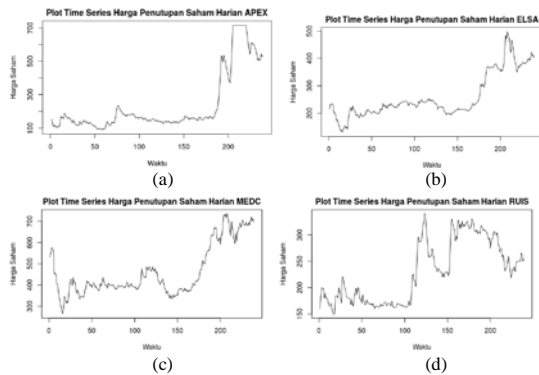 Plot Time Series Harga Penutupan Saham Harian APEX
Harga Saham
100 300 500 700
0 50 100 150 200
Waktu
(a)
Plot Time Series Harga Penutupan Saham Harian ELSA
Harga Saham
200 300 400 500
0 50 100 150 200
Waktu
(b)
Plot Time Series Harga Penutupan Saham Harian MEDC
Harga Saham
300 400 500 600 700
0 50 100 150 200
Waktu
(c)
Plot Time Series Harga Penutupan Saham Harian RUIS
Harga Saham
150 200 250 300
0 50 100 150 200
Waktu
(d)